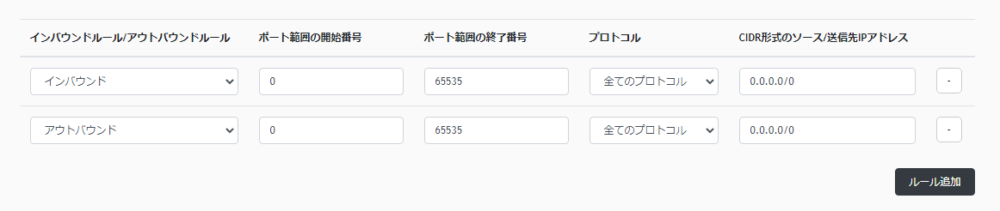 インバウンドルール/アウトバウンドルール ポート範囲の開始番号 ポート範囲の終了番号 プロトコル CIDR形式のソース/送信先IPアドレス
インバウンド 0 65535 全てのプロトコル 0.0.0.0/0 -
アウトバウンド 0 65535 全てのプロトコル 0.0.0.0/0 -
ルール追加